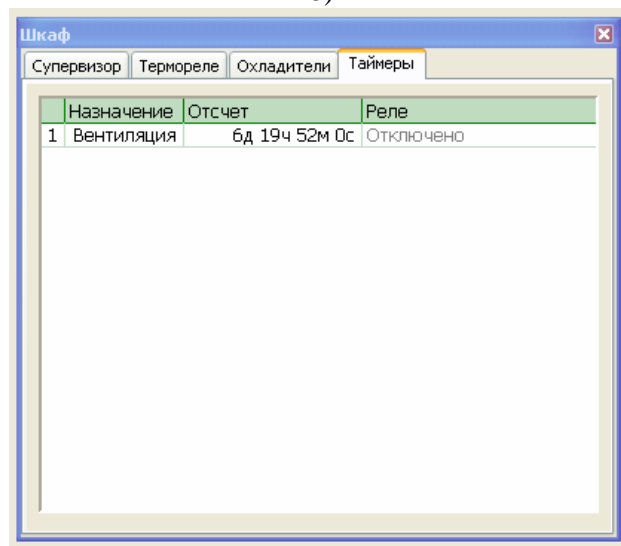 Шкаф
Супервизор Термореле Охладители Таймеры
Назначение Отсчет Реле
1 Вентиляция 6д 19ч 52м 0с Отключено